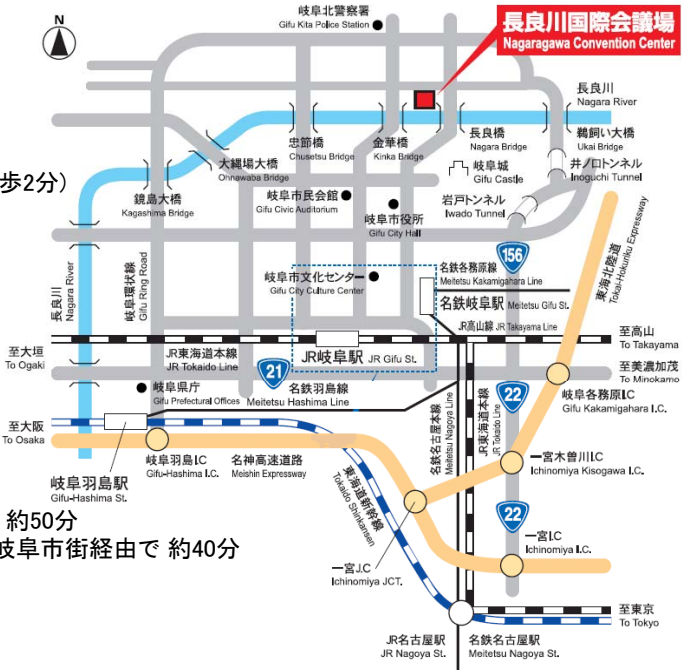 N
岐阜北警察署
Gifu Kita Police Station
長良川国際会議場
Nagaragawa Convention Center
長良川
Nagara River
忠節橋
Chusetsu Bridge
金華橋
Kinka Bridge
長良橋
Nagara Bridge
鵜飼い大橋
Ukai Bridge
大縄場大橋
Ohnawaba Bridge
岐阜城
Gifu Castle
井ノ口トンネル
Inoguchi Tunnel
歩2分)
鏡島大橋
Kagashima Bridge
岐阜市民会館
Gifu Civic Auditorium
岩戸トンネル
Iwado Tunnel
岐阜市役所
Gifu City Hall
156
東海北陸道
Tokai-Hokuriku Expressway
長良川
Nagara River
岐阜環状線
Gifu Ring Road
岐阜市文化センター
Gifu City Culture Center
名鉄各務原線
Meitetsu Kakamigahara Line
名鉄岐阜駅 Meitetsu Gifu St.
JR高山線 JR Takayama Line
至高山
To Takayama
至大垣
To Ogaki
JR東海道本線
JR Tokaido Line
JR岐阜駅 JR Gifu St.
21
至美濃加茂
To Minokamo
岐阜県庁
Gifu Prefectural Offices
名鉄羽島線
Meitetsu Hashima Line
22
岐阜各務原I.C
Gifu Kakamigahara I.C.
至大阪
To Osaka
名鉄名古屋本線
Meitetsu Nagoya Line
JR東海道本線
JR Tokaido Line
岐阜羽島I.C
Gifu-Hashima I.C.
名神高速道路
Meishin Expressway
一宮木曽川I.C
Ichinomiya Kisogawa I.C.
岐阜羽島駅
Gifu-Hashima St.
東海道新幹線
Tokaido Shinkansen
22
約50分
岐阜市街経由で 約40分
一宮I.C
Ichinomiya I.C.
一宮J.C
Ichinomiya JCT.
至東京
To Tokyo
JR名古屋駅
JR Nagoya St.
名鉄名古屋駅
Meitetsu Nagoya St.